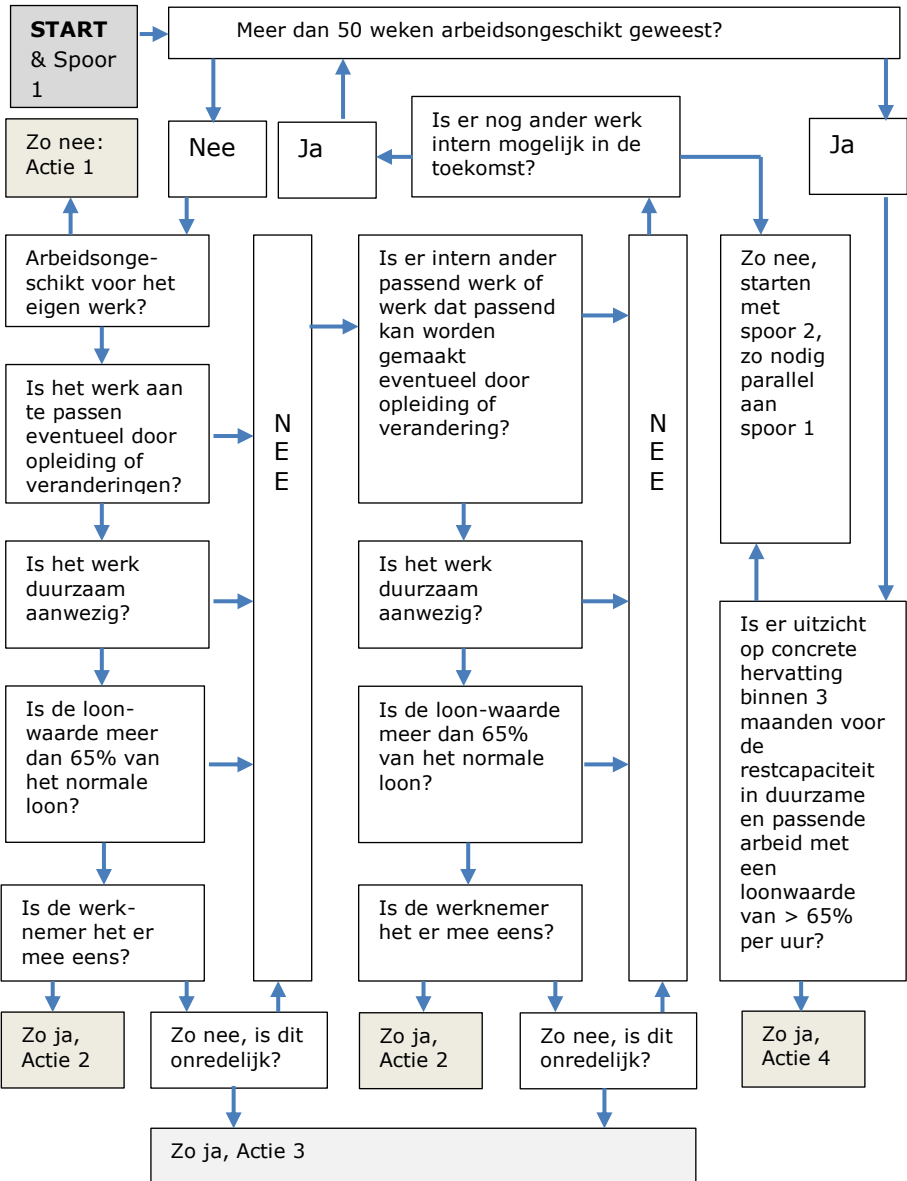 START
& Spoor
1
Meer dan 50 weken arbeidsongeschikt geweest?
Zo nee:
Actie 1
Nee
Ja
Is er nog ander werk
intern mogelijk in de
toekomst?
Ja
Arbeidsonge-
schikt voor het
eigen werk?
Is het werk aan
te passen
eventueel door
opleiding of
veranderingen?
Is het werk
duurzaam
aanwezig?
Is de loon-
waarde meer
dan 65% van
het normale
loon?
Is de werk-
nemer het er
mee eens?
Zo ja,
Actie 2
Zo nee, is dit
onredelijk?
N
E
E
Is er intern ander
passend werk of
werk dat passend
kan worden
gemaakt
eventueel door
opleiding of
verandering?
Is het werk
duurzaam
aanwezig?
Is de loon-waarde
meer dan 65%
van het normale
loon?
Is de werknemer
het er mee eens?
Zo ja,
Actie 2
Zo nee, is dit
onredelijk?
N
E
E
Zo nee,
starten
met
spoor 2,
zo nodig
parallel
aan
spoor 1
Is er uitzicht
op concrete
hervatting
binnen 3
maanden voor
de
restcapaciteit
in duurzame
en passende
arbeid met
een
loonwaarde
van > 65%
per uur?
Zo ja,
Actie 4
Zo ja, Actie 3